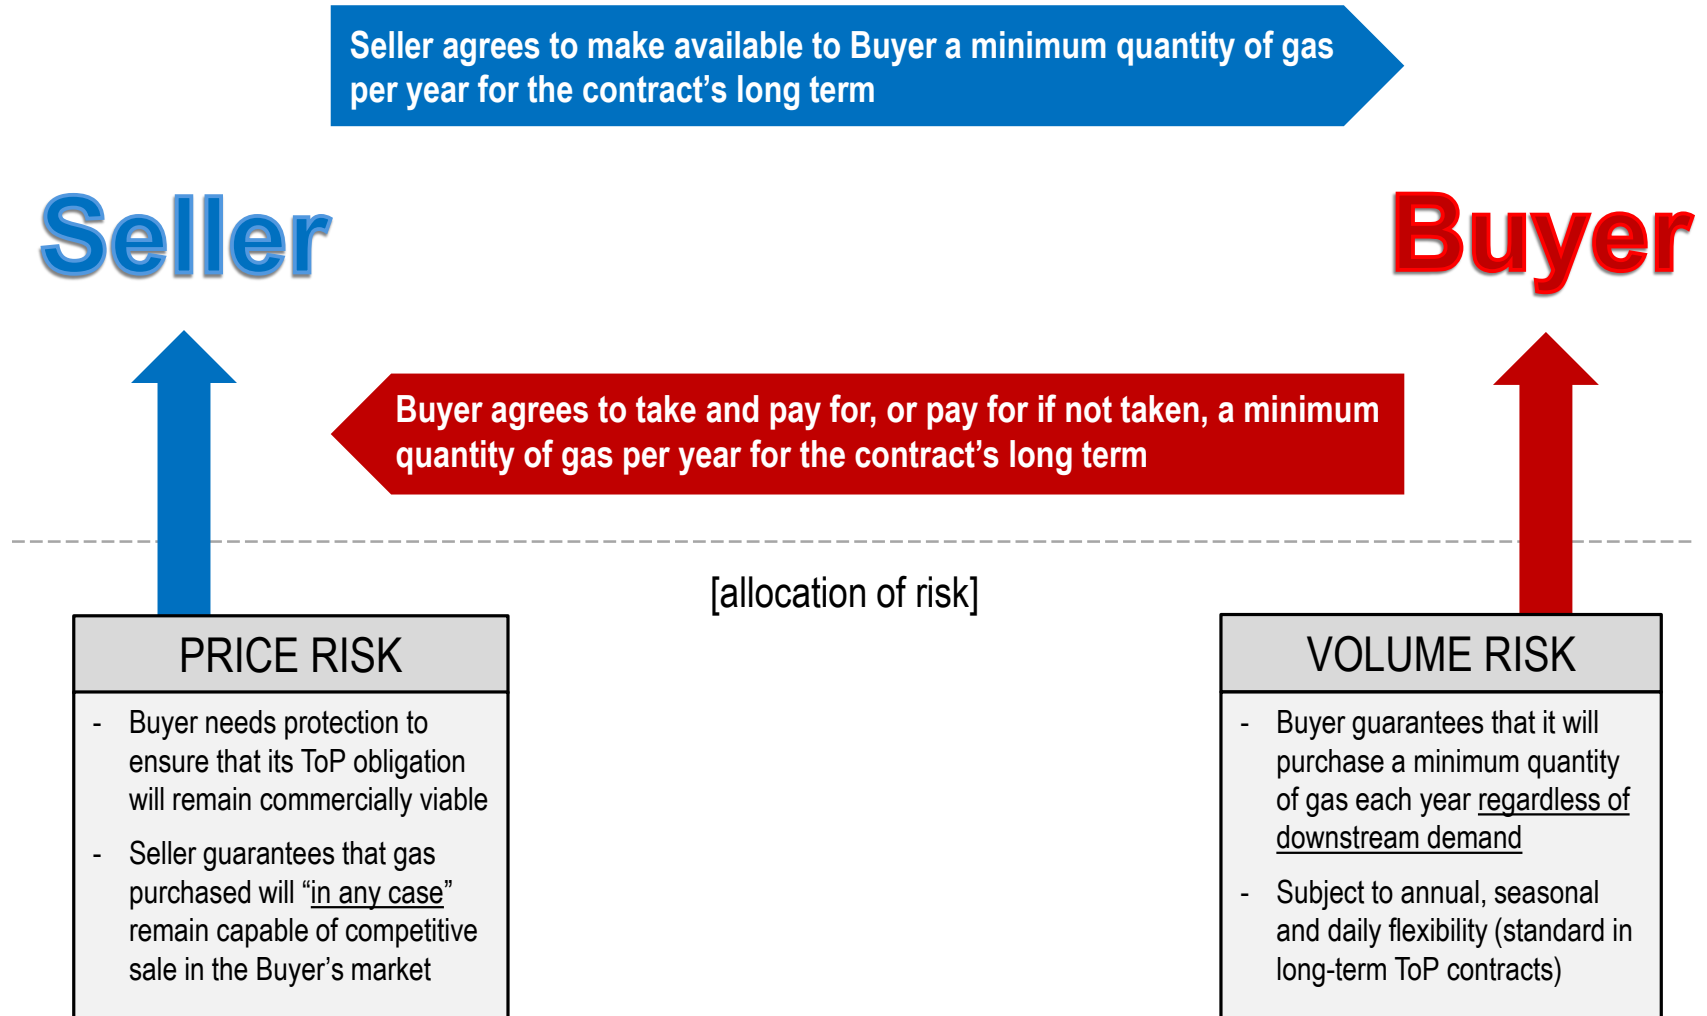 Seller agrees to make available to Buyer a minimum quantity of gas
per year for the contract’s long term
Seller
Buyer
Buyer agrees to take and pay for, or pay for if not taken, a minimum
quantity of gas per year for the contract’s long term
[allocation of risk]
PRICE RISK
- Buyer needs protection to
ensure that its ToP obligation
will remain commercially viable
- Seller guarantees that gas
purchased will “in any case”
remain capable of competitive
sale in the Buyer’s market
VOLUME RISK
- Buyer guarantees that it will
purchase a minimum quantity
of gas each year regardless of
downstream demand
- Subject to annual, seasonal
and daily flexibility (standard in
long-term ToP contracts)